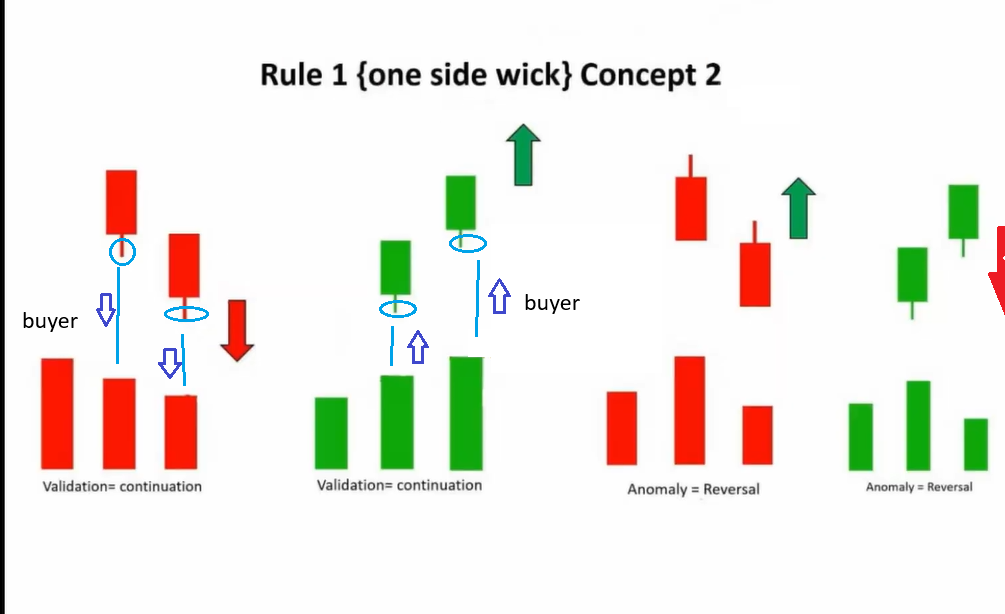 Rule 1 {one side wick} Concept 2
buyer
buyer
Validation= continuation
Validation= continuation
Anomaly = Reversal
Anomaly = Reversal